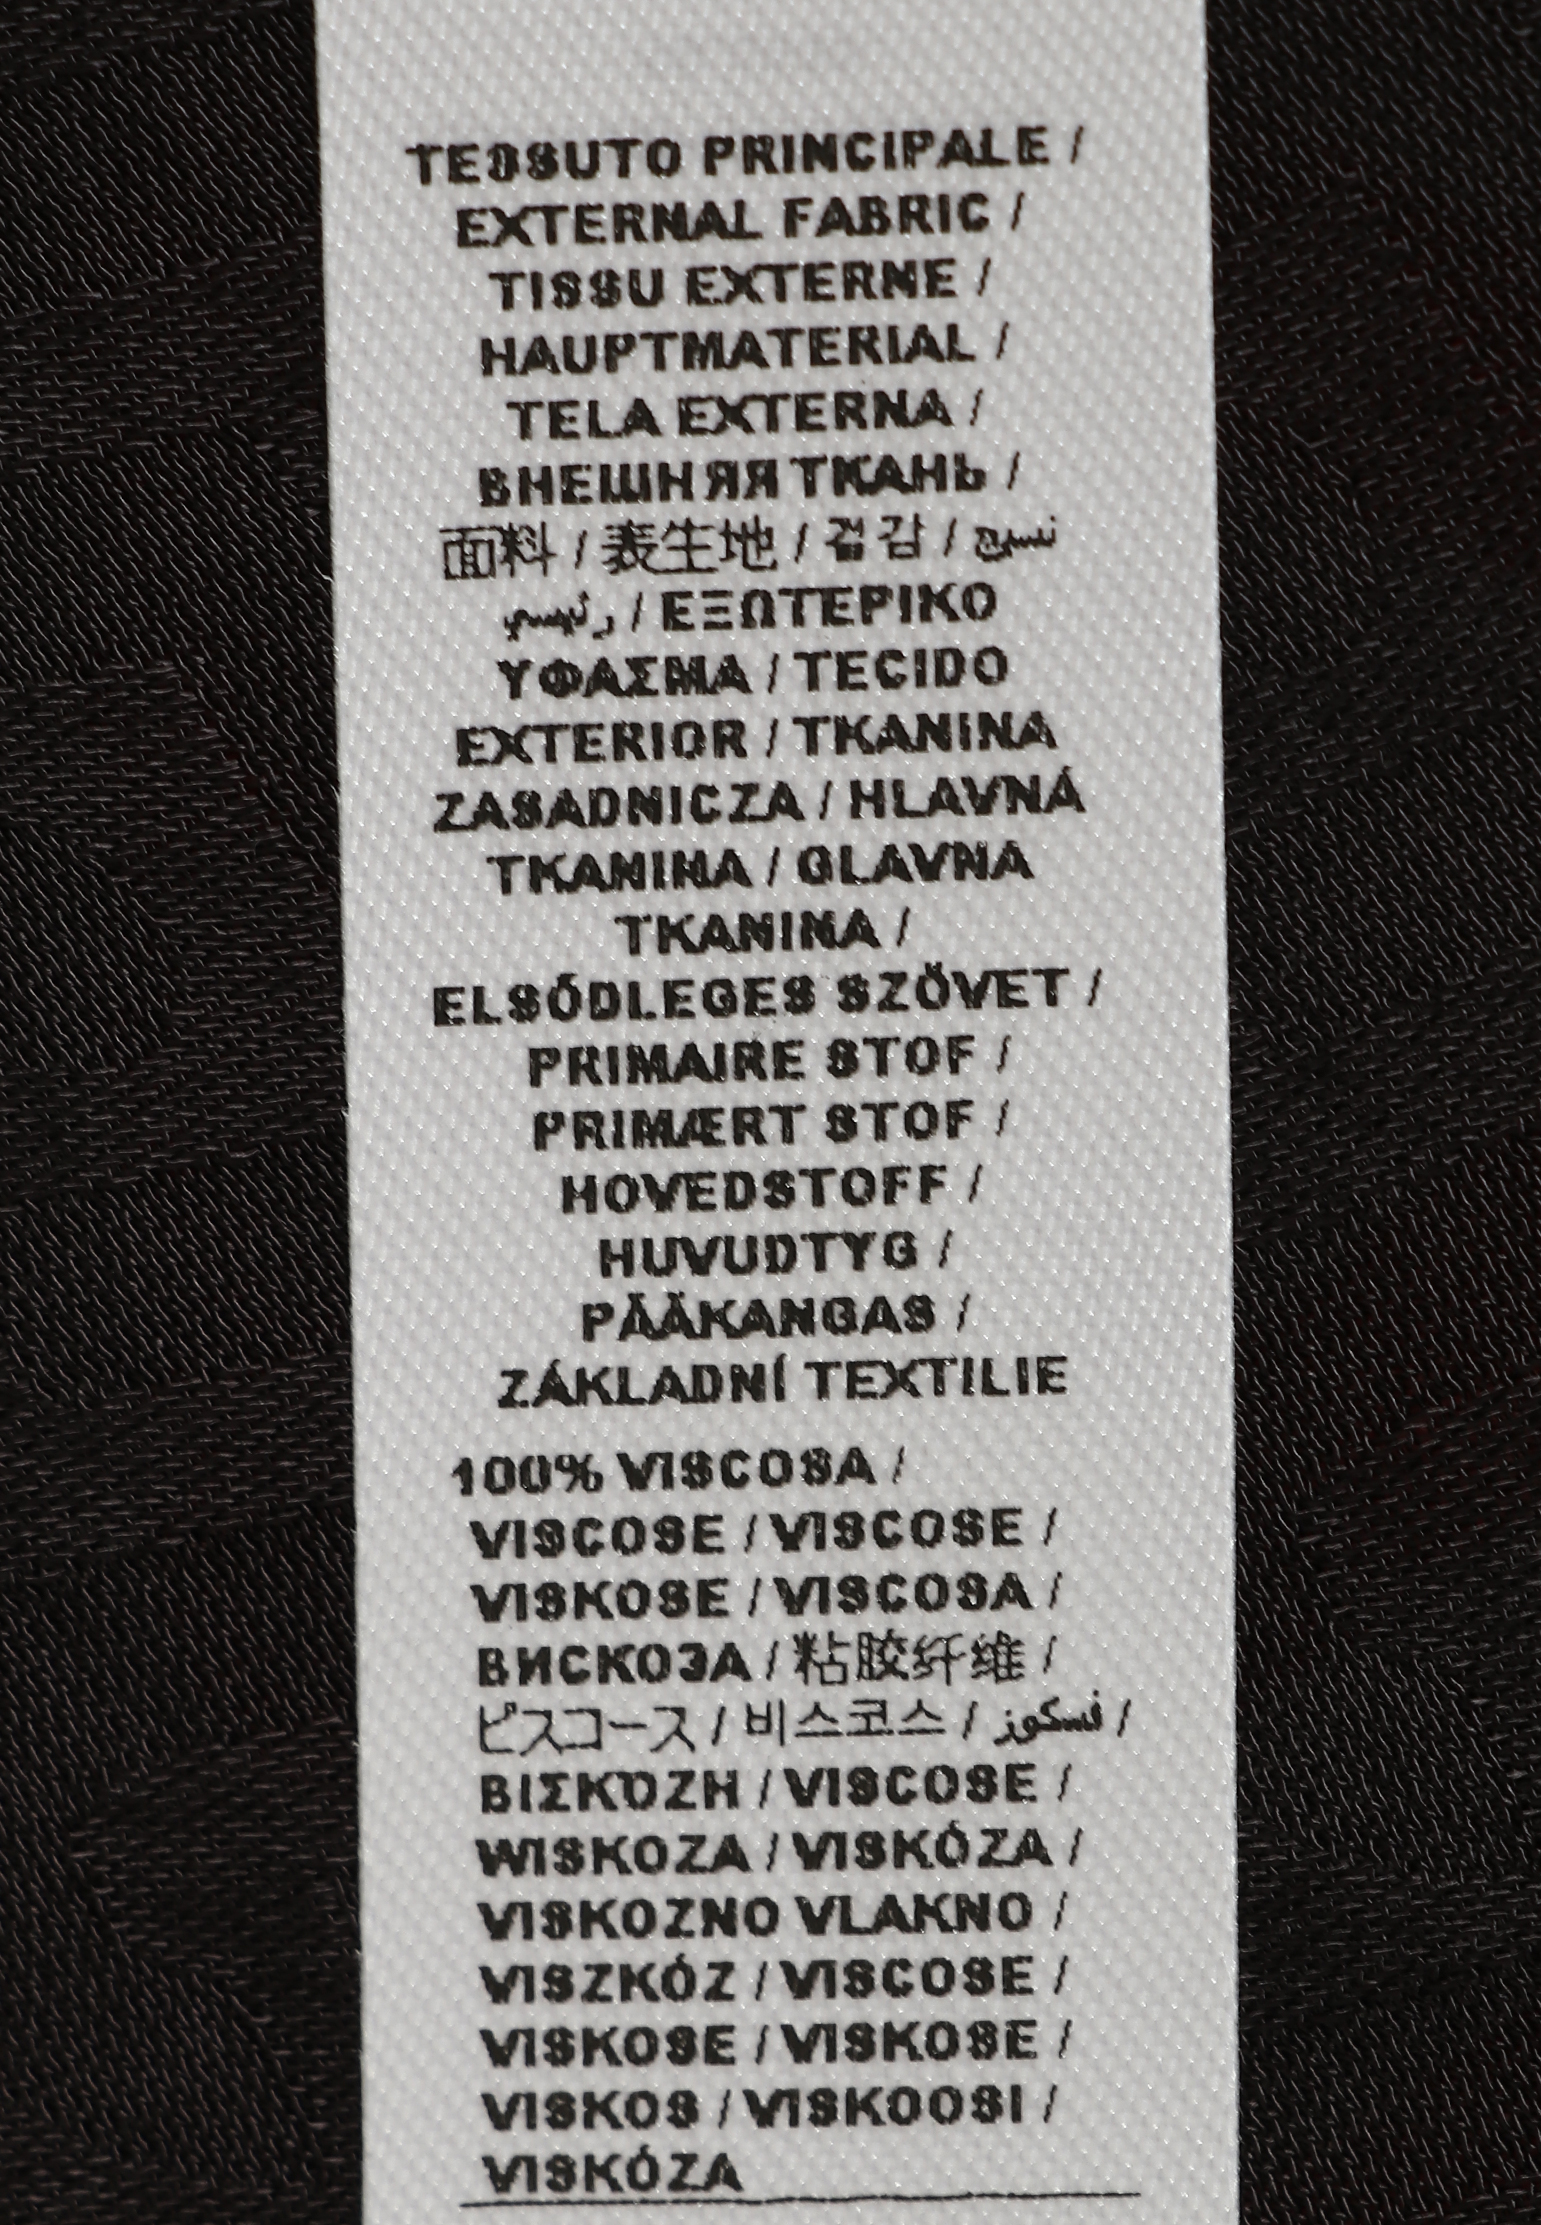 TESSUTO PRINCIPALE /
EXTERNAL FABRIC /
TISSU EXTERNE /
HAUPTMATERIAL /
TELA EXTERNA /
ВНЕШНЯЯ ТКАНЬ /
面料 / 表生地 / 겉감 / نسيج
رئيسي / ΕΞΩΤΕΡΙΚΟ
ΥΦΑΣΜΑ / TECIDO
EXTERIOR / TKANINA
ZASADNICZA / HLAVNÁ
TKANINA / GLAVNA
TKANINA /
ELSÓDLEGES SZÖVET /
PRIMAIRE STOF /
PRIMÆRT STOF /
HOVEDSTOFF /
HUVUDTYG /
PÄÄKANGAS /
ZÁKLADNÍ TEXTILIE
100% VISCOSA /
VISCOSE / VISCOSE /
VISKOSE / VISCOSA /
ВИСКОЗА / 粘胶纤维 /
ビスコース / 비스코스 / فسكوز /
ΒΙΣΚΌΖΗ / VISCOSE /
WISKOZA / VISKÓZA /
VISKOZNO VLAKNO /
VISZKÓZ / VISCOSE /
VISKOSE / VISKOSE /
VISKOS / VISKOOSI /
VISKÓZA